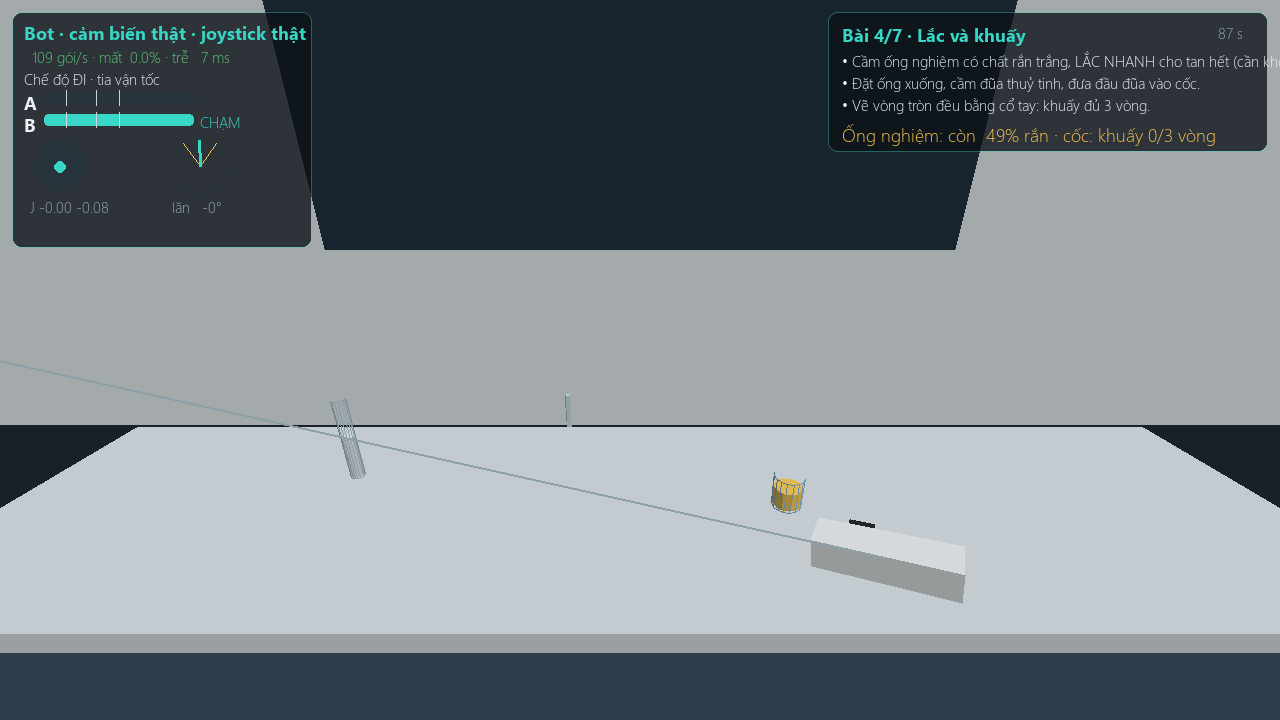 Bot · cảm biến thật · joystick thật
109 gói/s · mất 0.0% · trễ 7 ms
Chế độ ĐI · tia vận tốc
A
B CHẠM
J -0.00 -0.08 lăn -0°
Bài 4/7 · Lắc và khuấy 87 s
• Cầm ống nghiệm có chất rắn trắng, LẮC NHANH cho tan hết (cần
• Đặt ống xuống, cầm đũa thuỷ tinh, đưa đầu đũa vào cốc.
• Vẽ vòng tròn đều bằng cổ tay: khuấy đủ 3 vòng.
Ống nghiệm: còn 49% rắn · cốc: khuấy 0/3 vòng